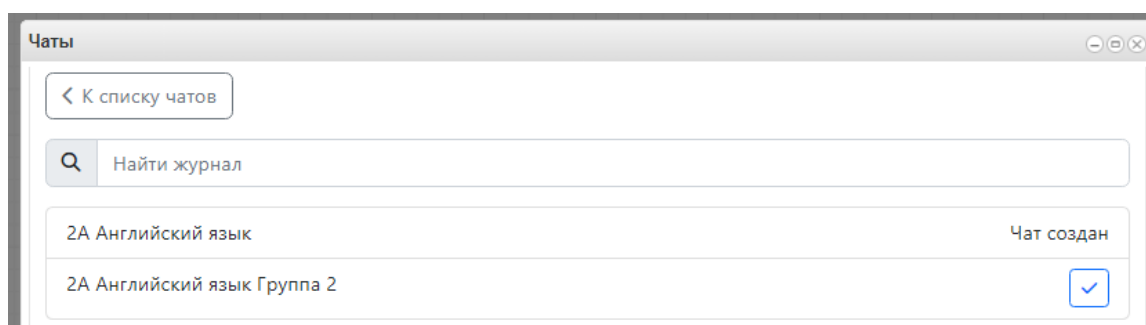 Чаты
К списку чатов
Найти журнал
2А Английский язык
Чат создан
2А Английский язык Группа 2